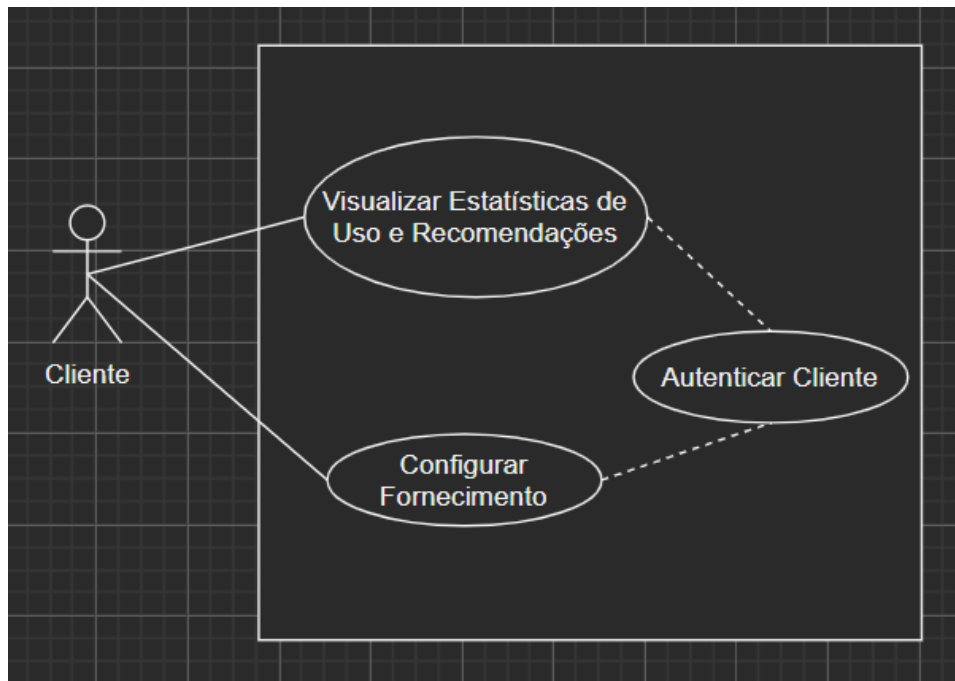 Visualizar Estatísticas de
Uso e Recomendações
Cliente
Autenticar Cliente
Configurar
Fornecimento